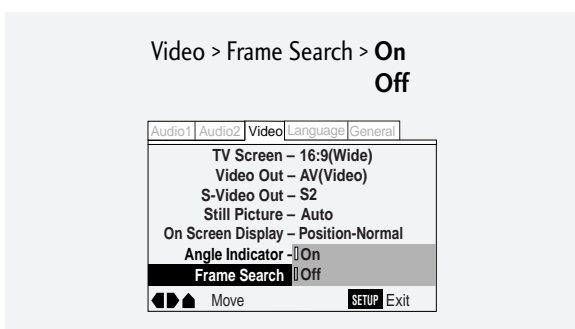 Video > Frame Search > On
Off
Audio1 Audio2 Video Language General
TV Screen – 16:9(Wide)
Video Out – AV(Video)
S-Video Out – S2
Still Picture – Auto
On Screen Display – Position-Normal
Angle Indicator - On
Frame Search Off
Move SETUP Exit